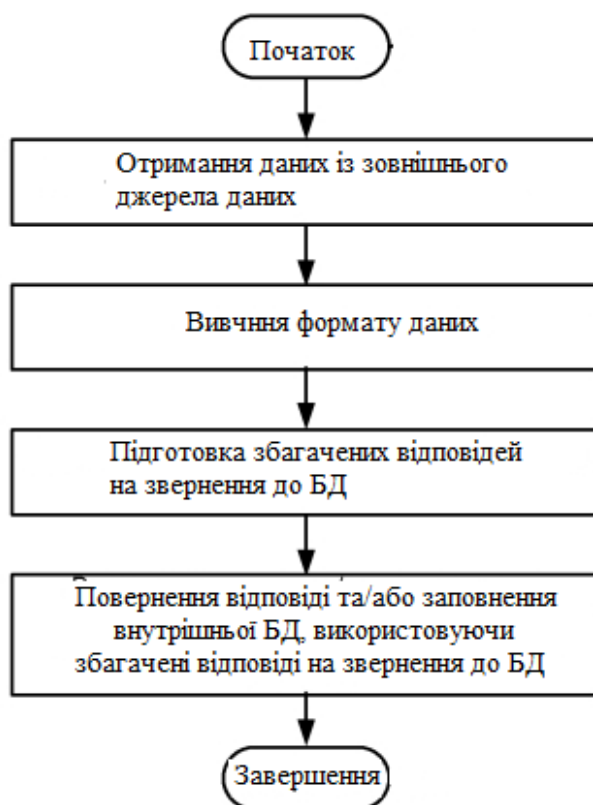 Початок
Отримання даних із зовнішнього
джерела даних
Вивчння формату даних
Підготовка збагачених відповідей
на звернення до БД
Повернення відповіді та/або заповнення
внутрішньої БД, використовуючи
збагачені відповіді на звернення до БД
Завершення